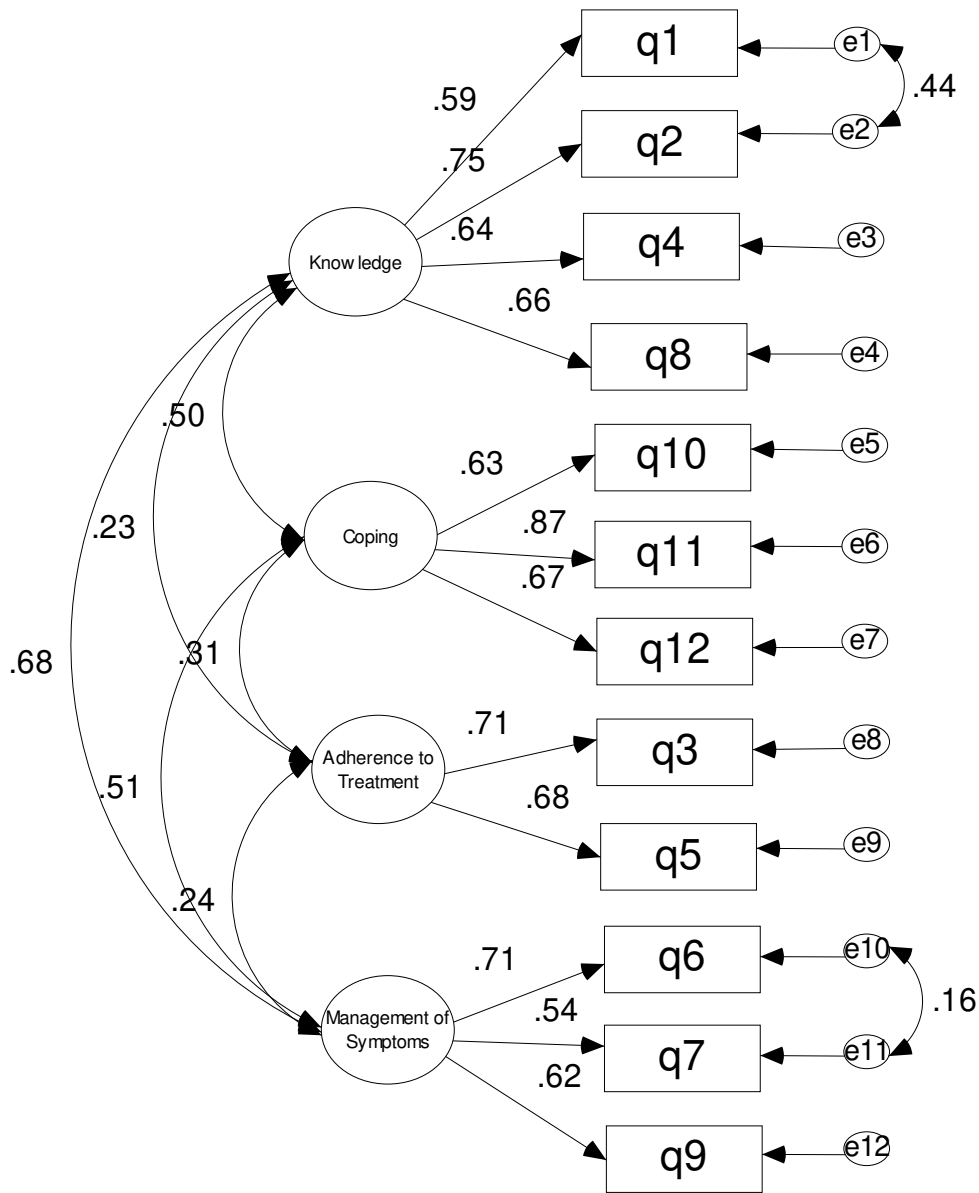 q1
e1
.59
.44
q2
e2
.75
.64
q4
e3
Knowledge
.66
q8
e4
.50
.63
q10
e5
.23
.87
Coping
q11
e6
.67
.68
.31
q12
e7
.71
q3
e8
Adherence to
Treatment
.51
.68
q5
e9
.24
.71
q6
e10
.54
.16
Management of
Symptoms
q7
e11
.62
q9
e12